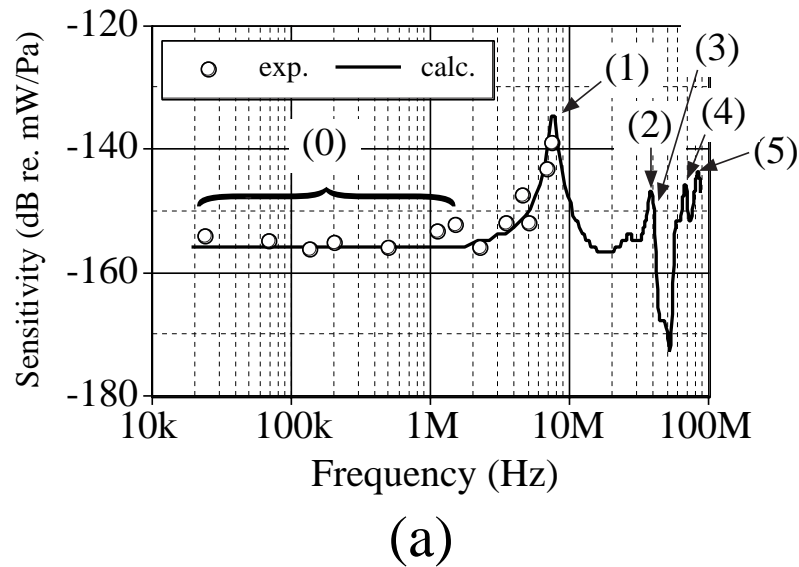 -120
exp.
calc.
(0)
(1)
(2)
(3)
(4)
(5)
-140
-160
-180
Sensitivity (dB re. mW/Pa)
10k
100k
1M
10M
100M
Frequency (Hz)
(a)